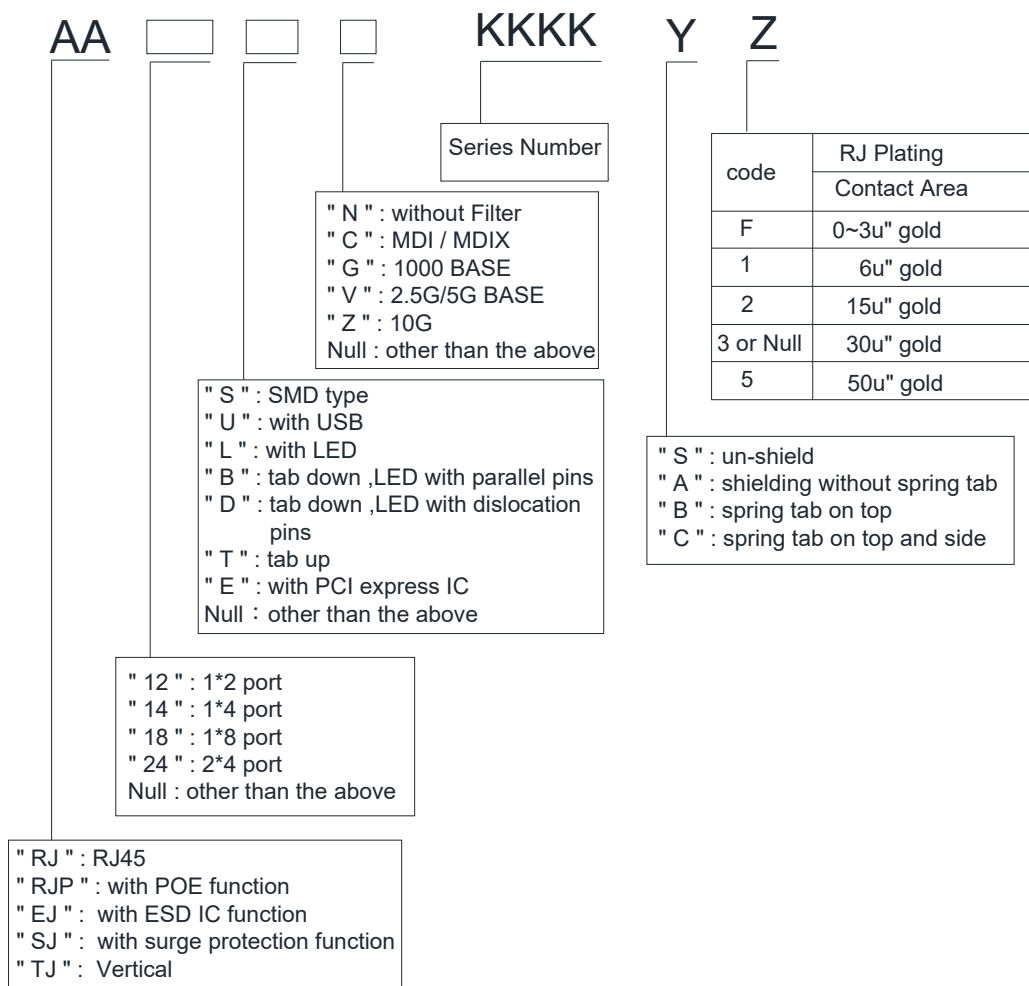 AA KKKK Y Z
Series Number
code
RJ Plating
Contact Area
F 0~3u" gold
1 6u" gold
2 15u" gold
3 or Null 30u" gold
5 50u" gold
" N " : without Filter
" C " : MDI / MDIX
" G " : 1000 BASE
" V " : 2.5G/5G BASE
" Z " : 10G
Null : other than the above
" S " : SMD type
" U " : with USB
" L " : with LED
" B " : tab down ,LED with parallel pins
" D " : tab down ,LED with dislocation
pins
" T " : tab up
" E " : with PCI express IC
Null：other than the above
" S " : un-shield
" A " : shielding without spring tab
" B " : spring tab on top
" C " : spring tab on top and side
" 12 " : 1*2 port
" 14 " : 1*4 port
" 18 " : 1*8 port
" 24 " : 2*4 port
Null : other than the above
" RJ " : RJ45
" RJP " : with POE function
" EJ " : with ESD IC function
" SJ " : with surge protection function
" TJ " : Vertical